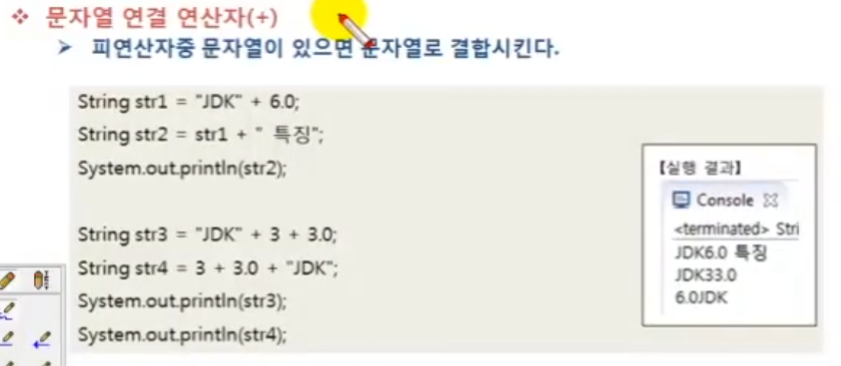 ❖ 문자열 연결 연산자(+)
➢ 피연산자중 문자열이 있으면 문자열로 결합시킨다.
String str1 = "JDK" + 6.0;
String str2 = str1 + " 특징";
System.out.println(str2);
String str3 = "JDK" + 3 + 3.0;
String str4 = 3 + 3.0 + "JDK";
System.out.println(str3);
System.out.println(str4);
【실행 결과】
Console
<terminated> Stri
JDK6.0 특징
JDK33.0
6.0JDK